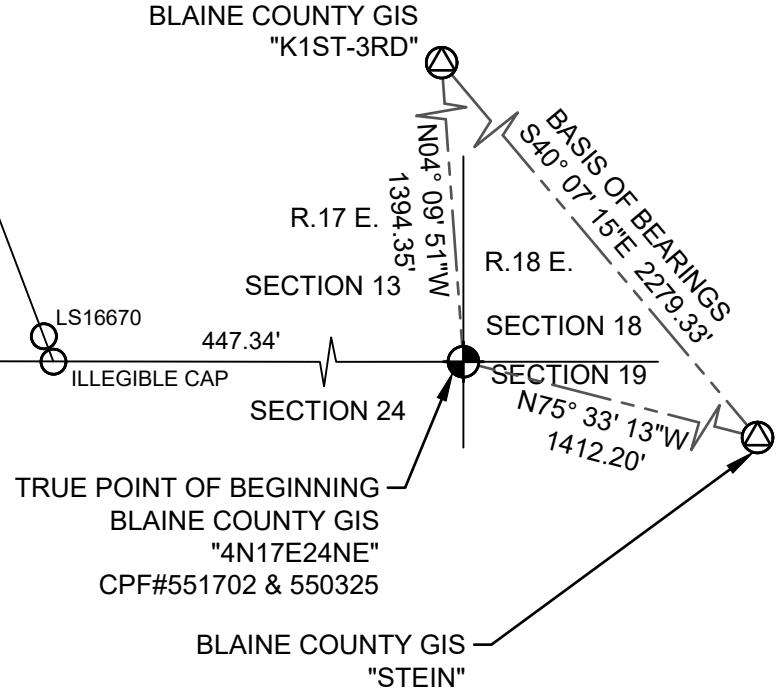 BLAINE COUNTY GIS
"K1ST-3RD"
BASIS OF BEARINGS
S40° 07' 15"E 2279.33'
N04° 09' 51"W
1394.35'
R.17 E.
R.18 E.
SECTION 13
SECTION 18
LS16670
447.34'
ILLEGIBLE CAP
SECTION 19
SECTION 24
N75° 33' 13"W
1412.20'
TRUE POINT OF BEGINNING
BLAINE COUNTY GIS
"4N17E24NE"
CPF#551702 & 550325
BLAINE COUNTY GIS
"STEIN"